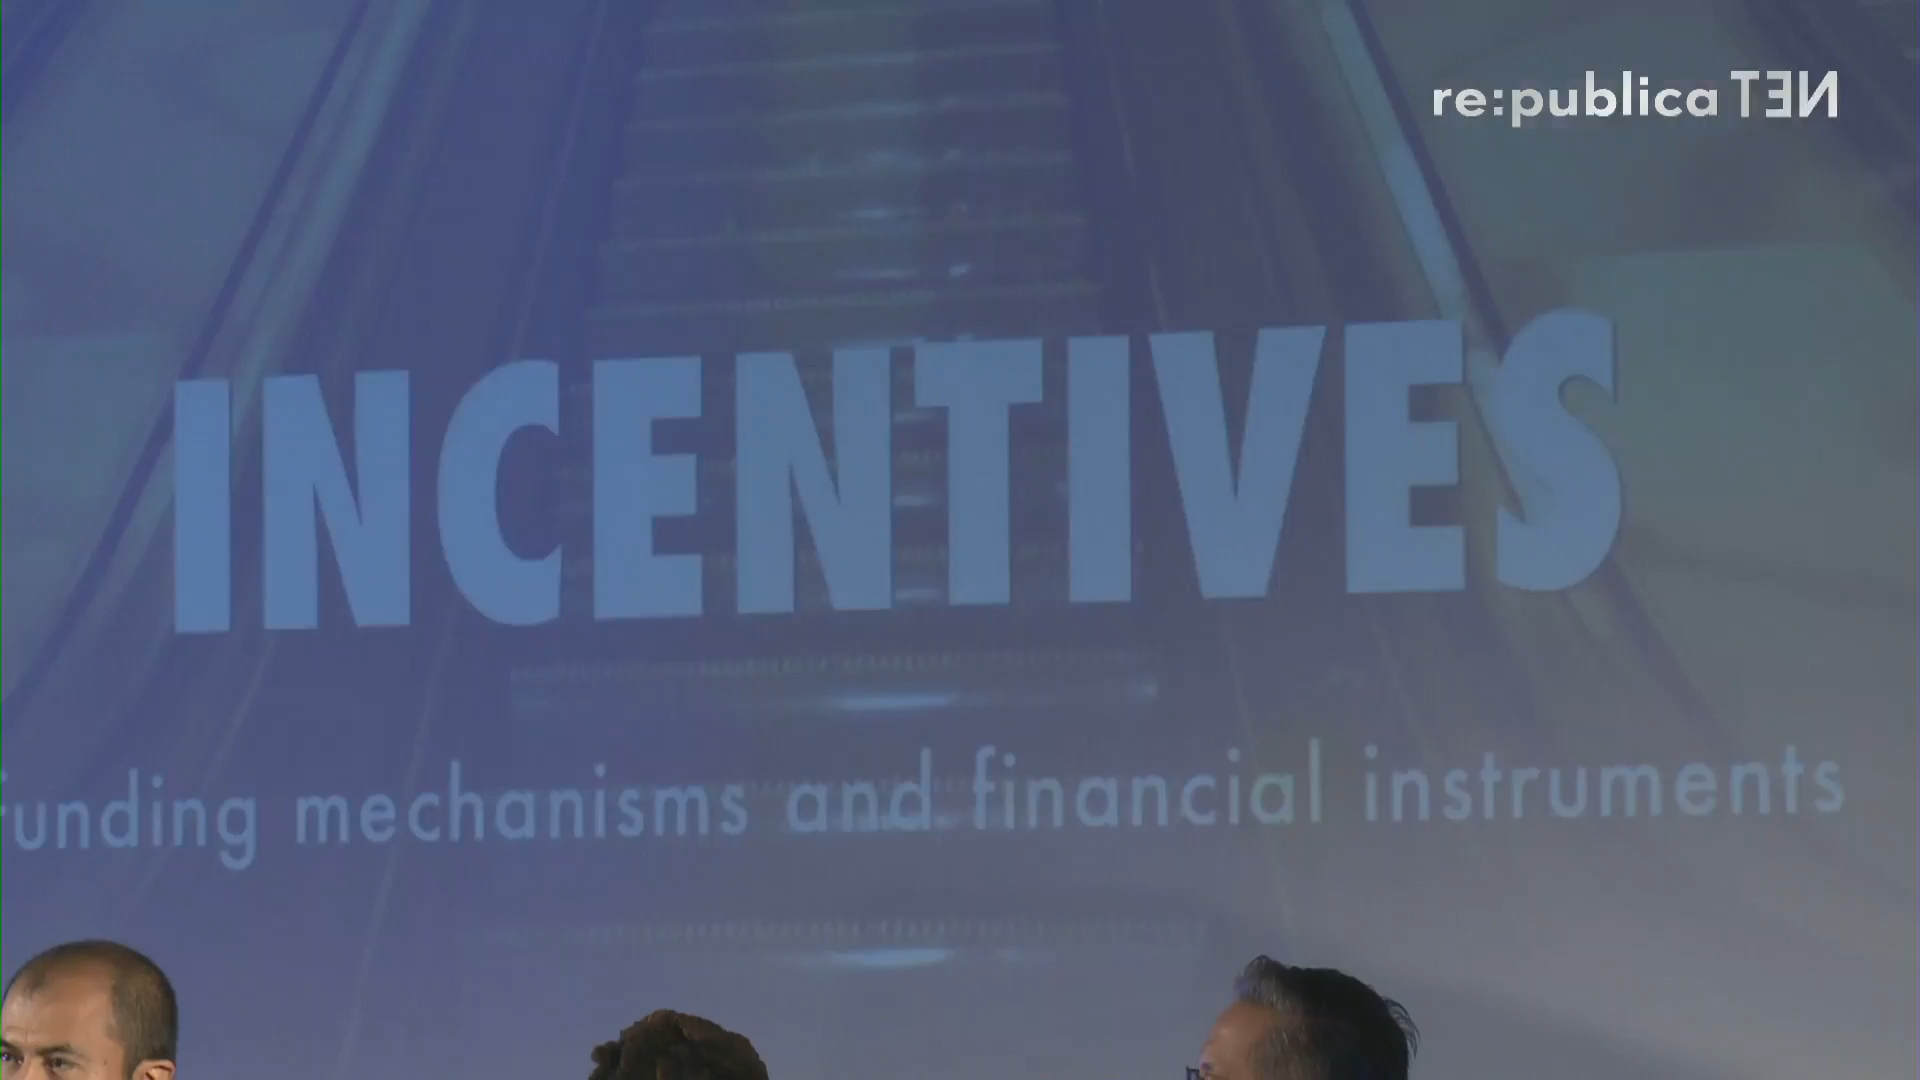 re:publica TEN
INCENTIVES
funding mechanisms and financial instruments